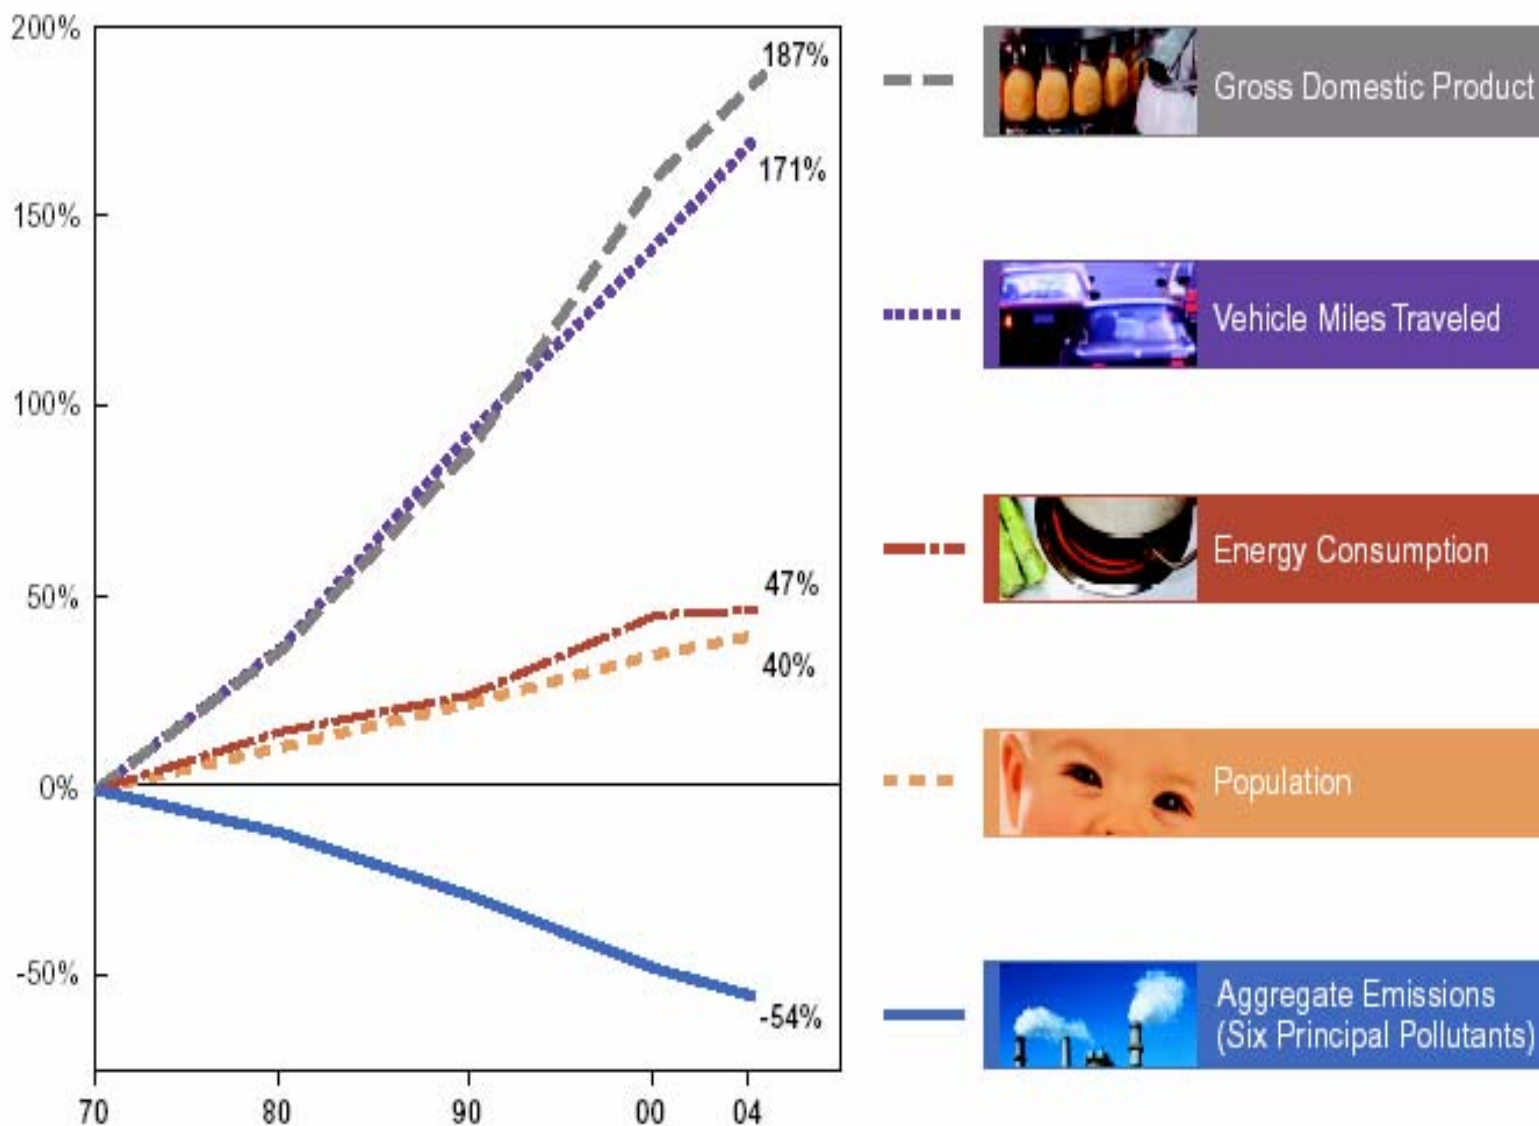 200%
150%
100%
50%
0%
-50%
70
80
90
00
04
187%
171%
47%
40%
-54%
Gross Domestic Product
Vehicle Miles Traveled
Energy Consumption
Population
Aggregate Emissions
(Six Principal Pollutants)